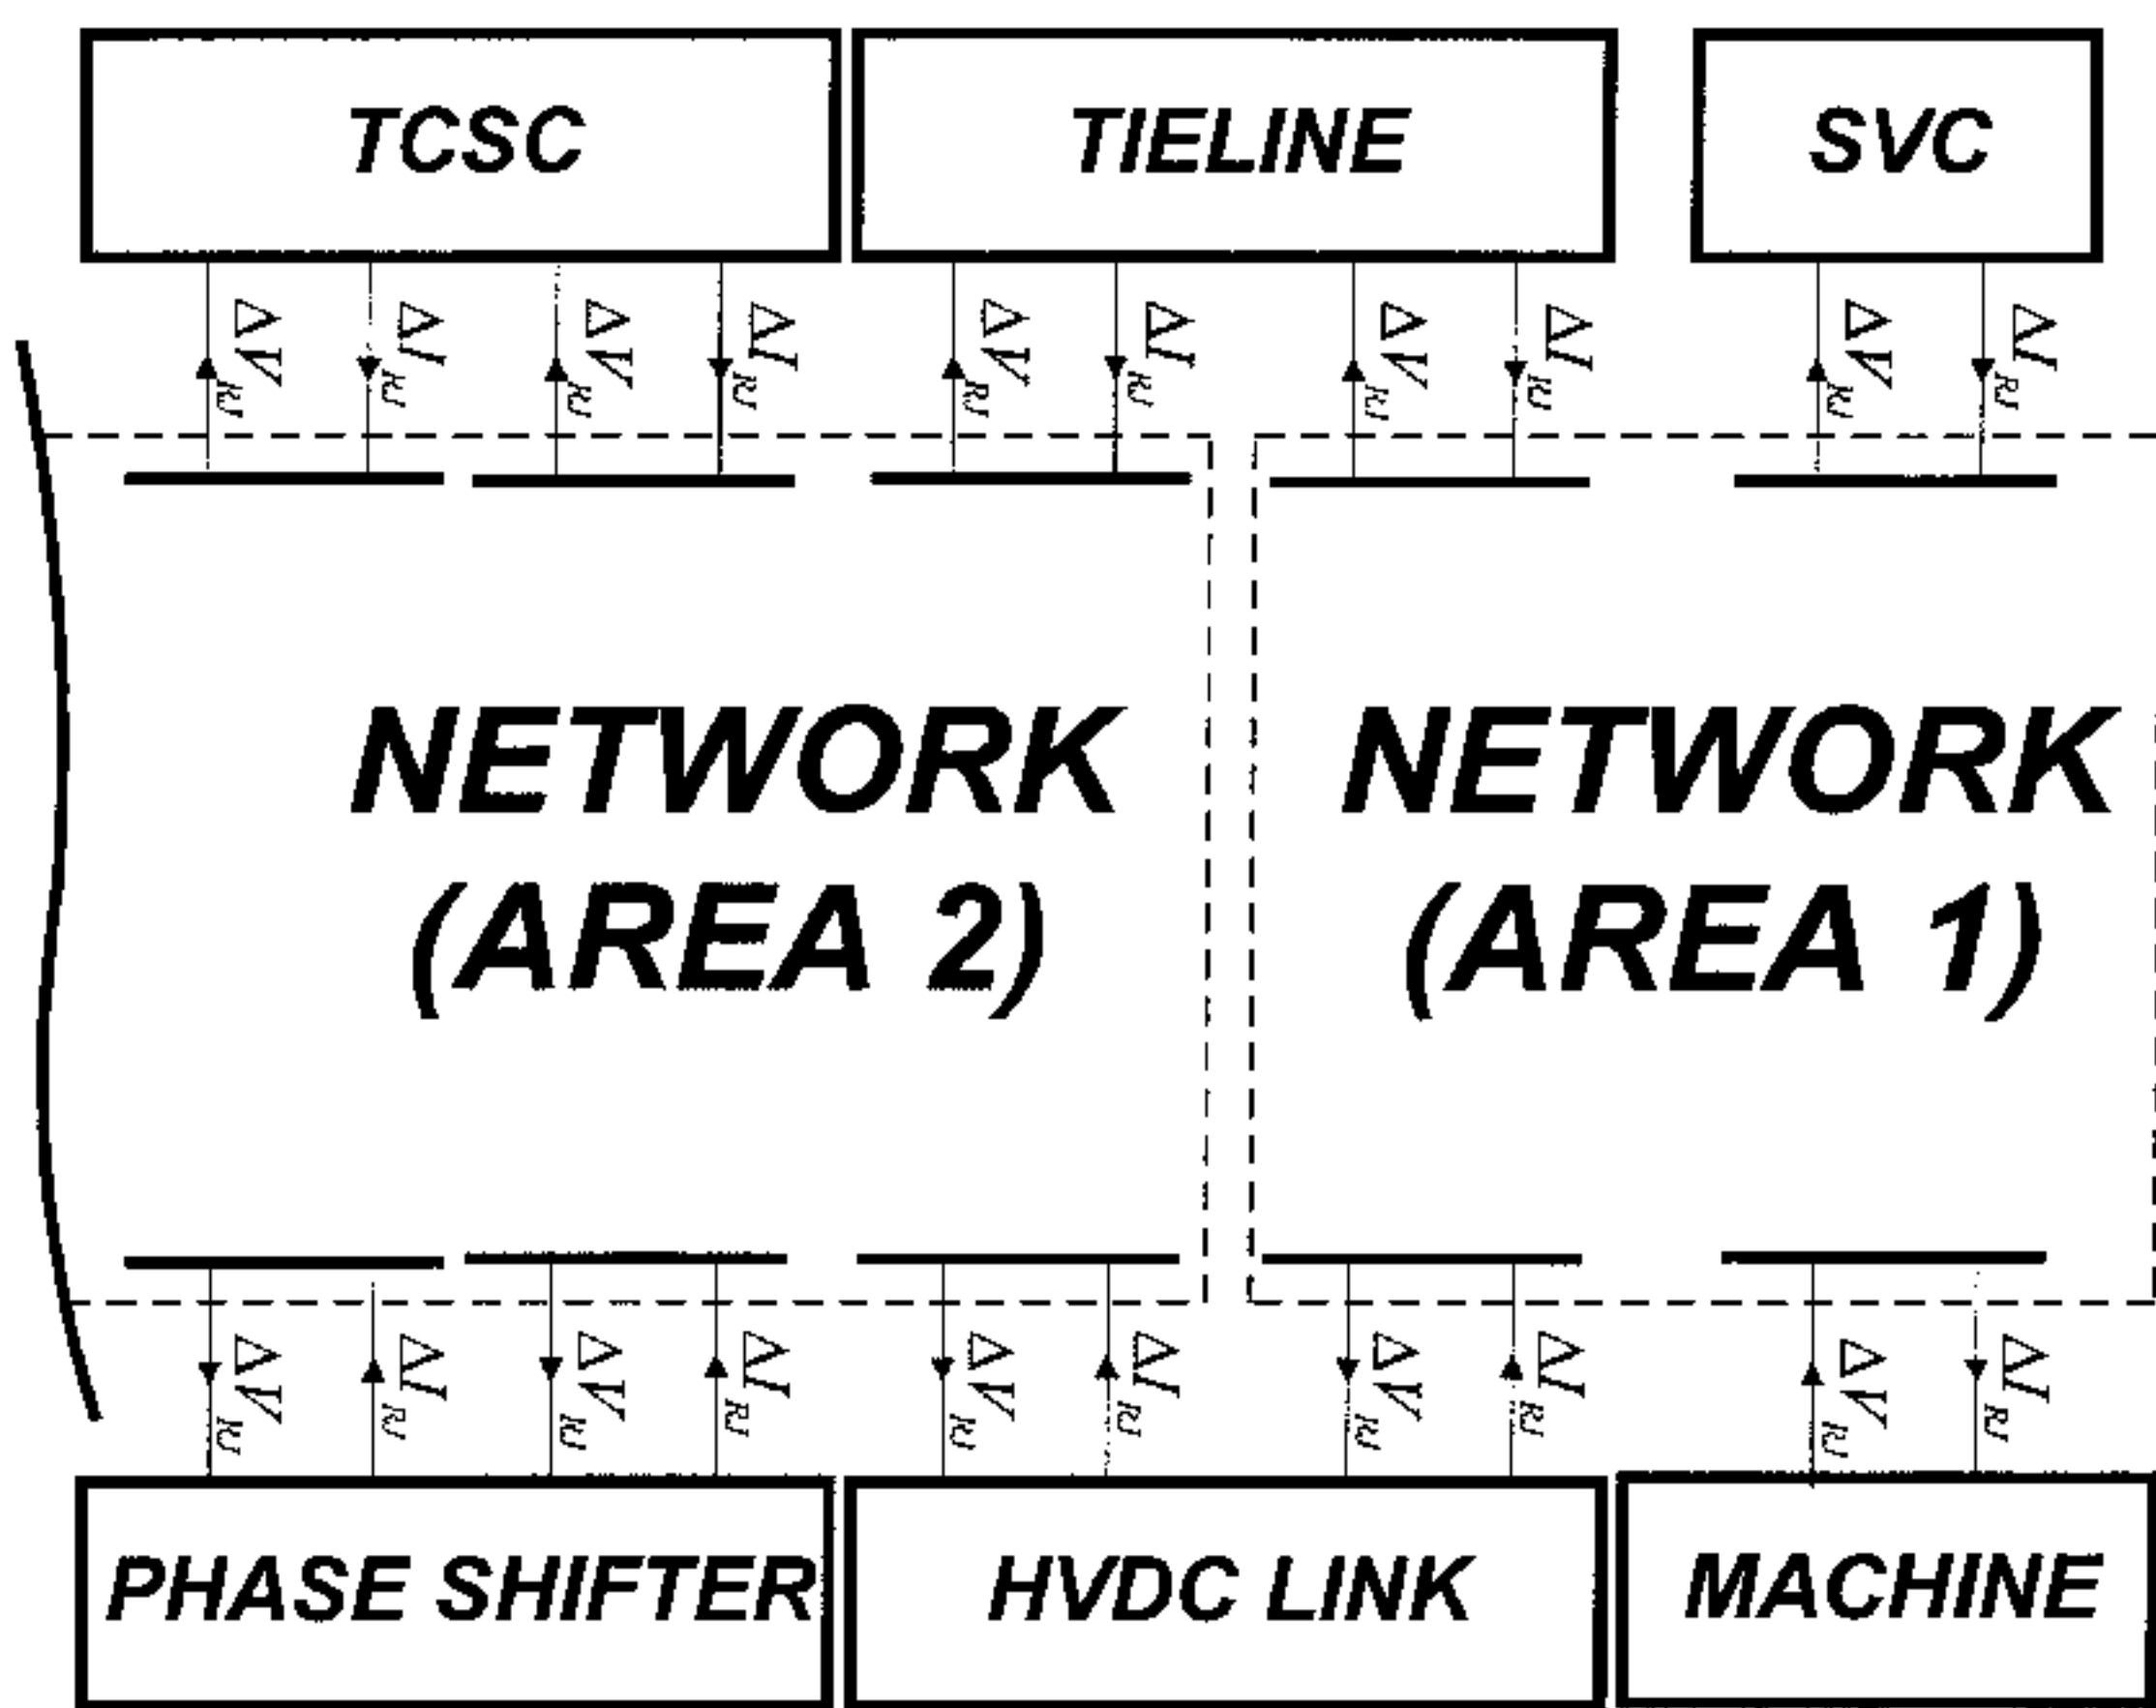 TCSC
TIELINE
SVC
ΔV_RJ
ΔI_RJ
ΔV_RJ
ΔI_RJ
ΔV_RJ
ΔI_RJ
ΔV_RJ
ΔI_RJ
ΔV_RJ
ΔI_RJ
NETWORK
(AREA 2)
NETWORK
(AREA 1)
ΔV_RJ
ΔI_RJ
ΔV_RJ
ΔI_RJ
ΔV_RJ
ΔI_RJ
ΔV_RJ
ΔI_RJ
ΔV_RJ
ΔI_RJ
PHASE SHIFTER
HVDC LINK
MACHINE